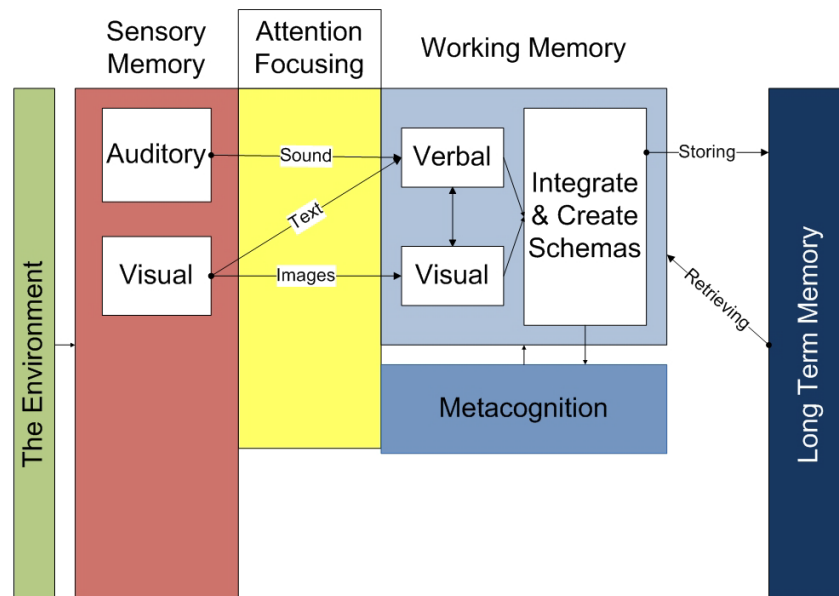 Sensory
Memory
Attention
Focusing
Working Memory
Auditory
Sound
Verbal
Integrate
& Create
Schemas
Storing
Text
Visual
Images
Visual
Retrieving
Metacognition
The Environment
Long Term Memory